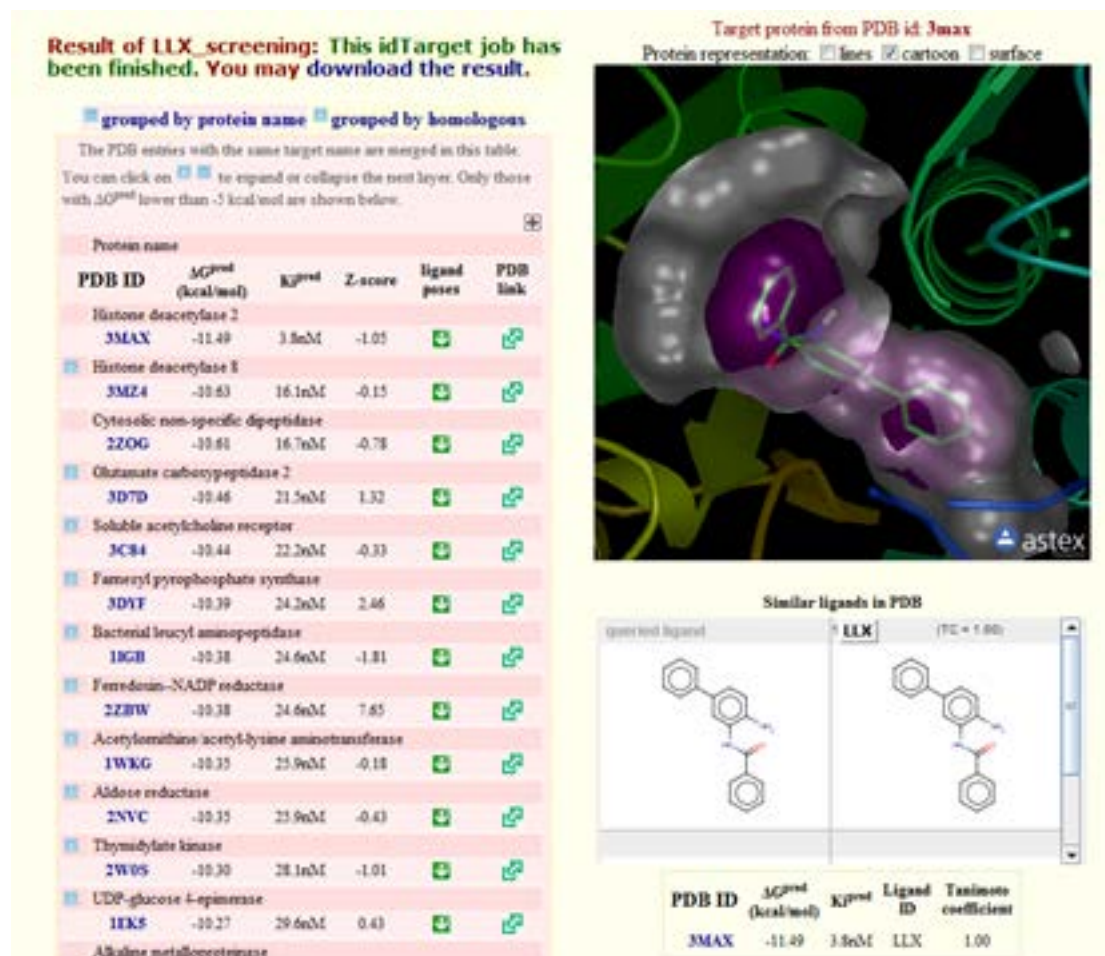 Result of LLX_screening: This idTarget job has
been finished. You may download the result.
grouped by protein name grouped by homologous
The PDB entries with the same target name are merged in this table.
You can click on to expand or collapse the next layer. Only those
with ΔGpred lower than -5 kcal/mol are shown below.
Protein name
PDB ID ΔGpred (kcal/mol) Kipred Z-score ligand poses PDB link
Histone deacetylase 2
3MAX -11.49 3.8nM -1.05
Histone deacetylase 8
3MZ4 -10.63 16.1nM -0.15
Cytosolic non-specific dipeptidase
2ZOG -10.61 16.7nM -0.78
Glutamate carboxypeptidase 2
3D7D -10.46 21.5nM 1.32
Soluble acetylcholine receptor
3C84 -10.44 22.2nM -0.33
Farnesyl pyrophosphate synthase
3DYF -10.39 24.2nM 2.46
Bacterial leucyl aminopeptidase
1IGB -10.38 24.6nM -1.81
Ferredoxin--NADP reductase
2ZBW -10.38 24.6nM 7.65
Acetylornithine/acetyl-lysine aminotransferase
1WKG -10.35 25.9nM -0.18
Aldose reductase
2NVC -10.35 25.9nM -0.43
Thymidylate kinase
2W0S -10.30 28.1nM -1.01
UDP-glucose 4-epimerase
1EK5 -10.27 29.6nM 0.43
Alkaline metalloproteinase
Target protein from PDB id: 3max
Protein representation: lines cartoon surface
astex
Similar ligands in PDB
queried ligand LLX (TC = 1.00)
PDB ID ΔGpred (kcal/mol) Kipred Ligand ID Tanimoto coefficient
3MAX -11.49 3.8nM LLX 1.00